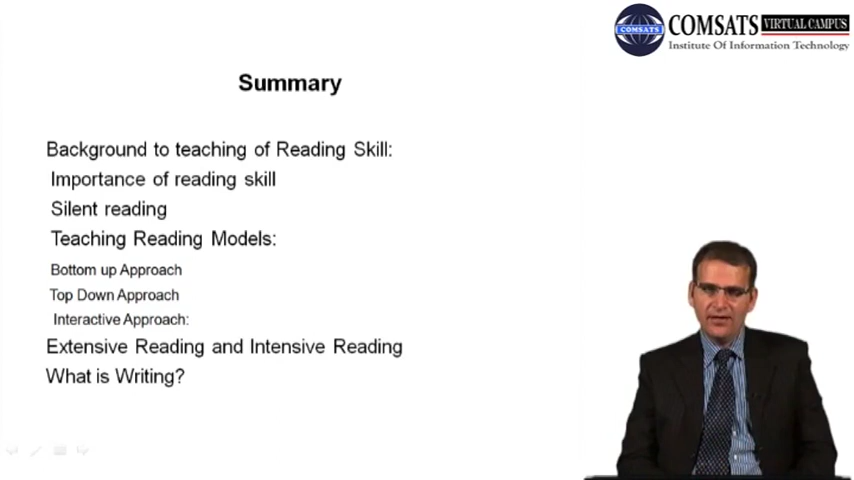 COMSATS
COMSATS VIRTUAL CAMPUS
Institute Of Information Technology
Summary
Background to teaching of Reading Skill:
Importance of reading skill
Silent reading
Teaching Reading Models:
Bottom up Approach
Top Down Approach
Interactive Approach:
Extensive Reading and Intensive Reading
What is Writing?